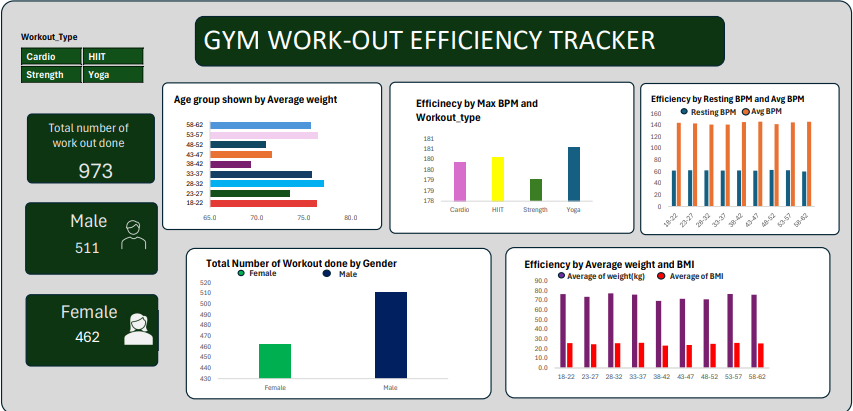 GYM WORK-OUT EFFICIENCY TRACKER
Workout_Type
Cardio HIIT
Strength Yoga
Total number of
work out done
973
Male
511
Female
462
Age group shown by Average weight
58-62
53-57
48-52
43-47
38-42
33-37
28-32
23-27
18-22
65.0 70.0 75.0 80.0
Efficinecy by Max BPM and
Workout_type
181
181
180
180
179
179
178
Cardio HIIT Strength Yoga
Efficiency by Resting BPM and Avg BPM
Resting BPM Avg BPM
160
140
120
100
80
60
40
20
0
18-22 23-27 28-32 33-37 38-42 43-47 48-52 53-57 58-62
Total Number of Workout done by Gender
Female Male
520
510
500
490
480
470
460
450
440
430
Female Male
Efficiency by Average weight and BMI
Average of weight(kg) Average of BMI
90.0
80.0
70.0
60.0
50.0
40.0
30.0
20.0
10.0
0.0
18-22 23-27 28-32 33-37 38-42 43-47 48-52 53-57 58-62